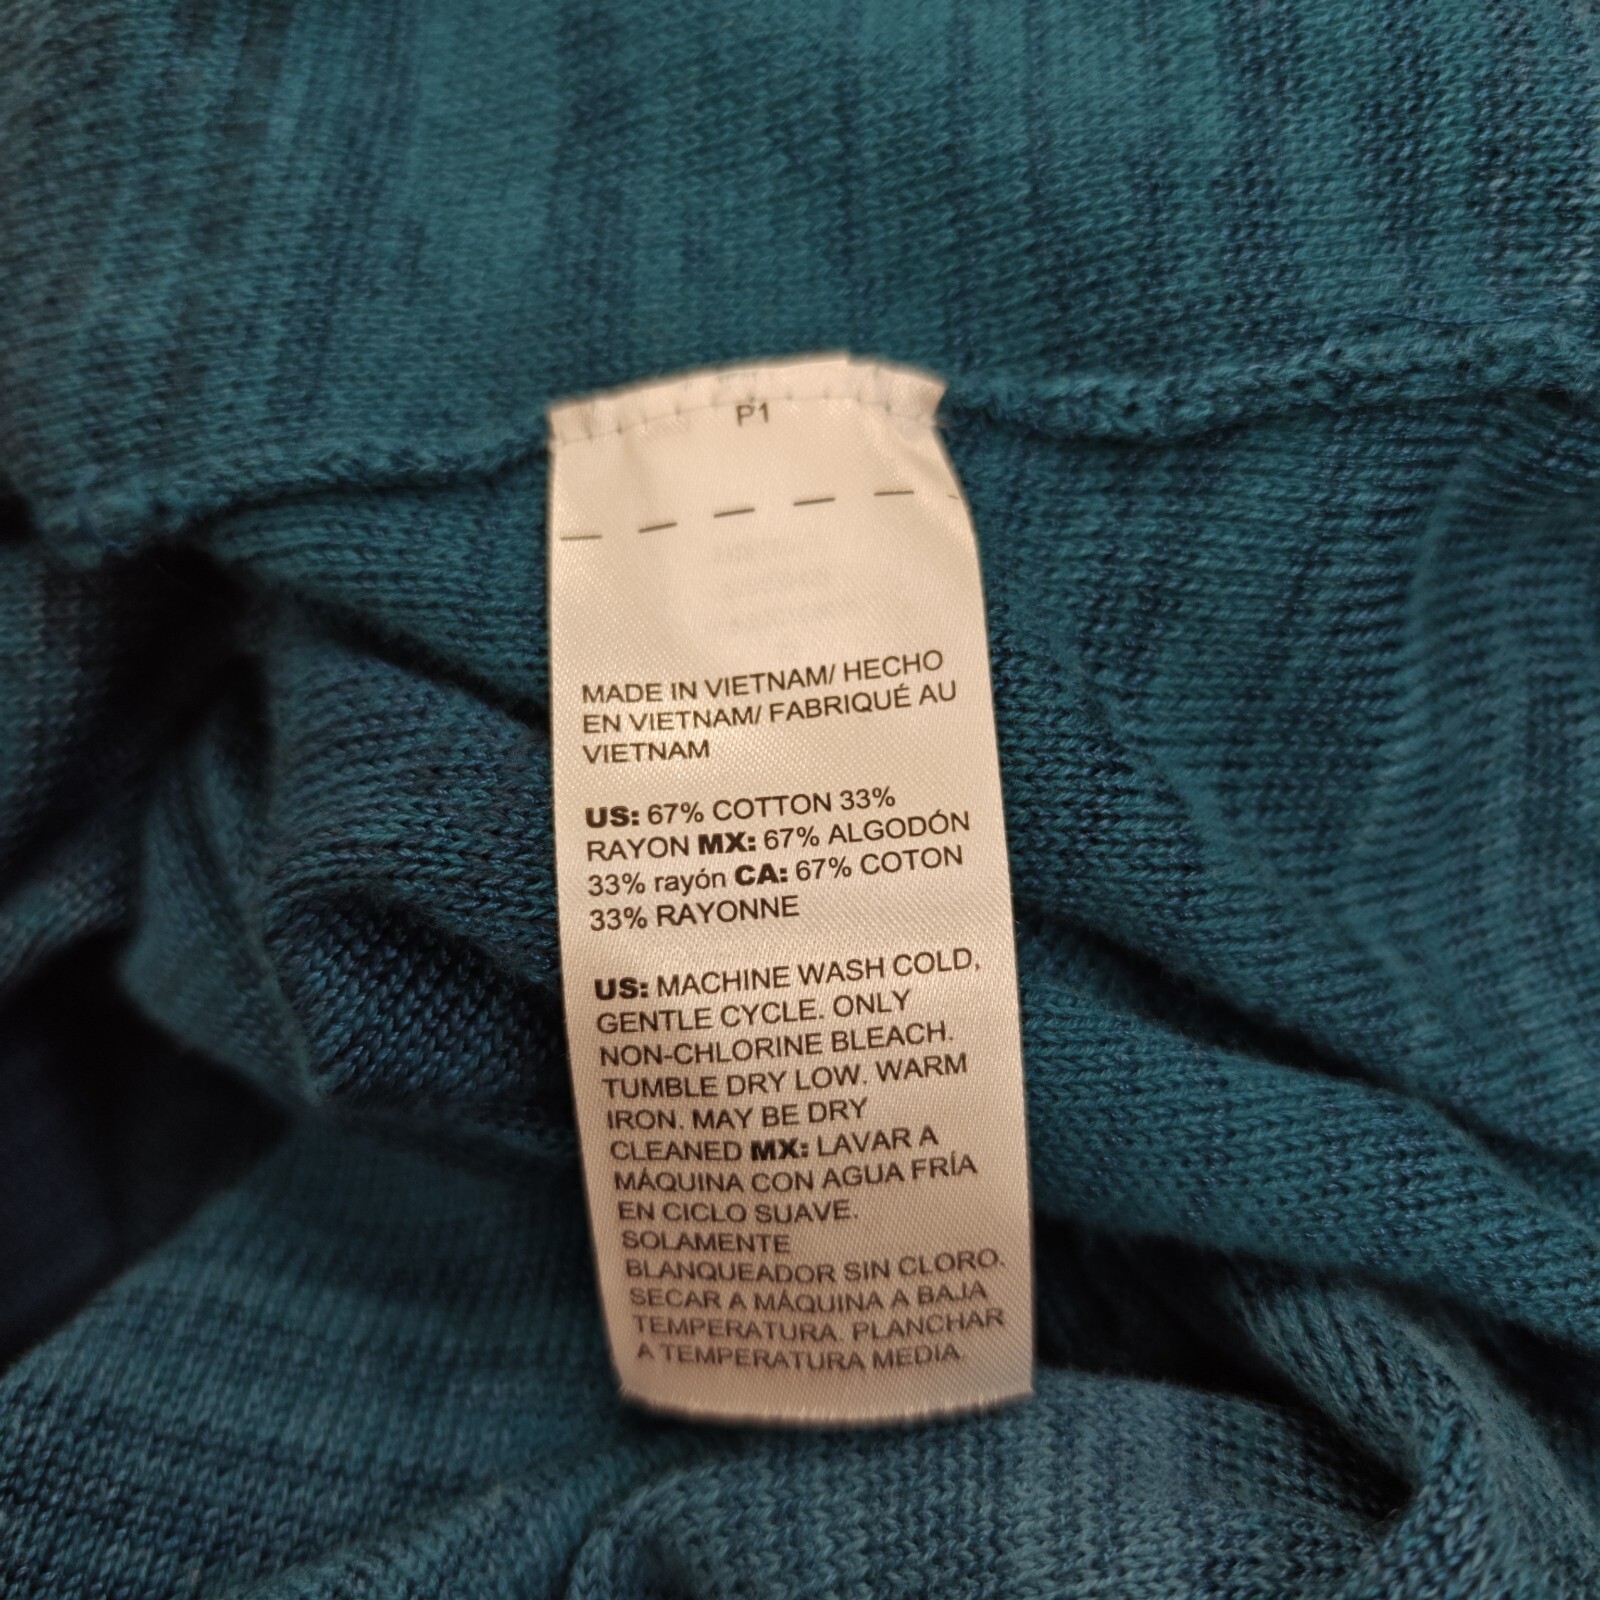 P1
MADE IN VIETNAM/ HECHO
EN VIETNAM/ FABRIQUÉ AU
VIETNAM
US: 67% COTTON 33%
RAYON MX: 67% ALGODÓN
33% rayón CA: 67% COTON
33% RAYONNE
US: MACHINE WASH COLD,
GENTLE CYCLE. ONLY
NON-CHLORINE BLEACH.
TUMBLE DRY LOW. WARM
IRON. MAY BE DRY
CLEANED MX: LAVAR A
MÁQUINA CON AGUA FRÍA
EN CICLO SUAVE.
SOLAMENTE
BLANQUEADOR SIN CLORO.
SECAR A MÁQUINA A BAJA
TEMPERATURA. PLANCHAR
A TEMPERATURA MEDIA.